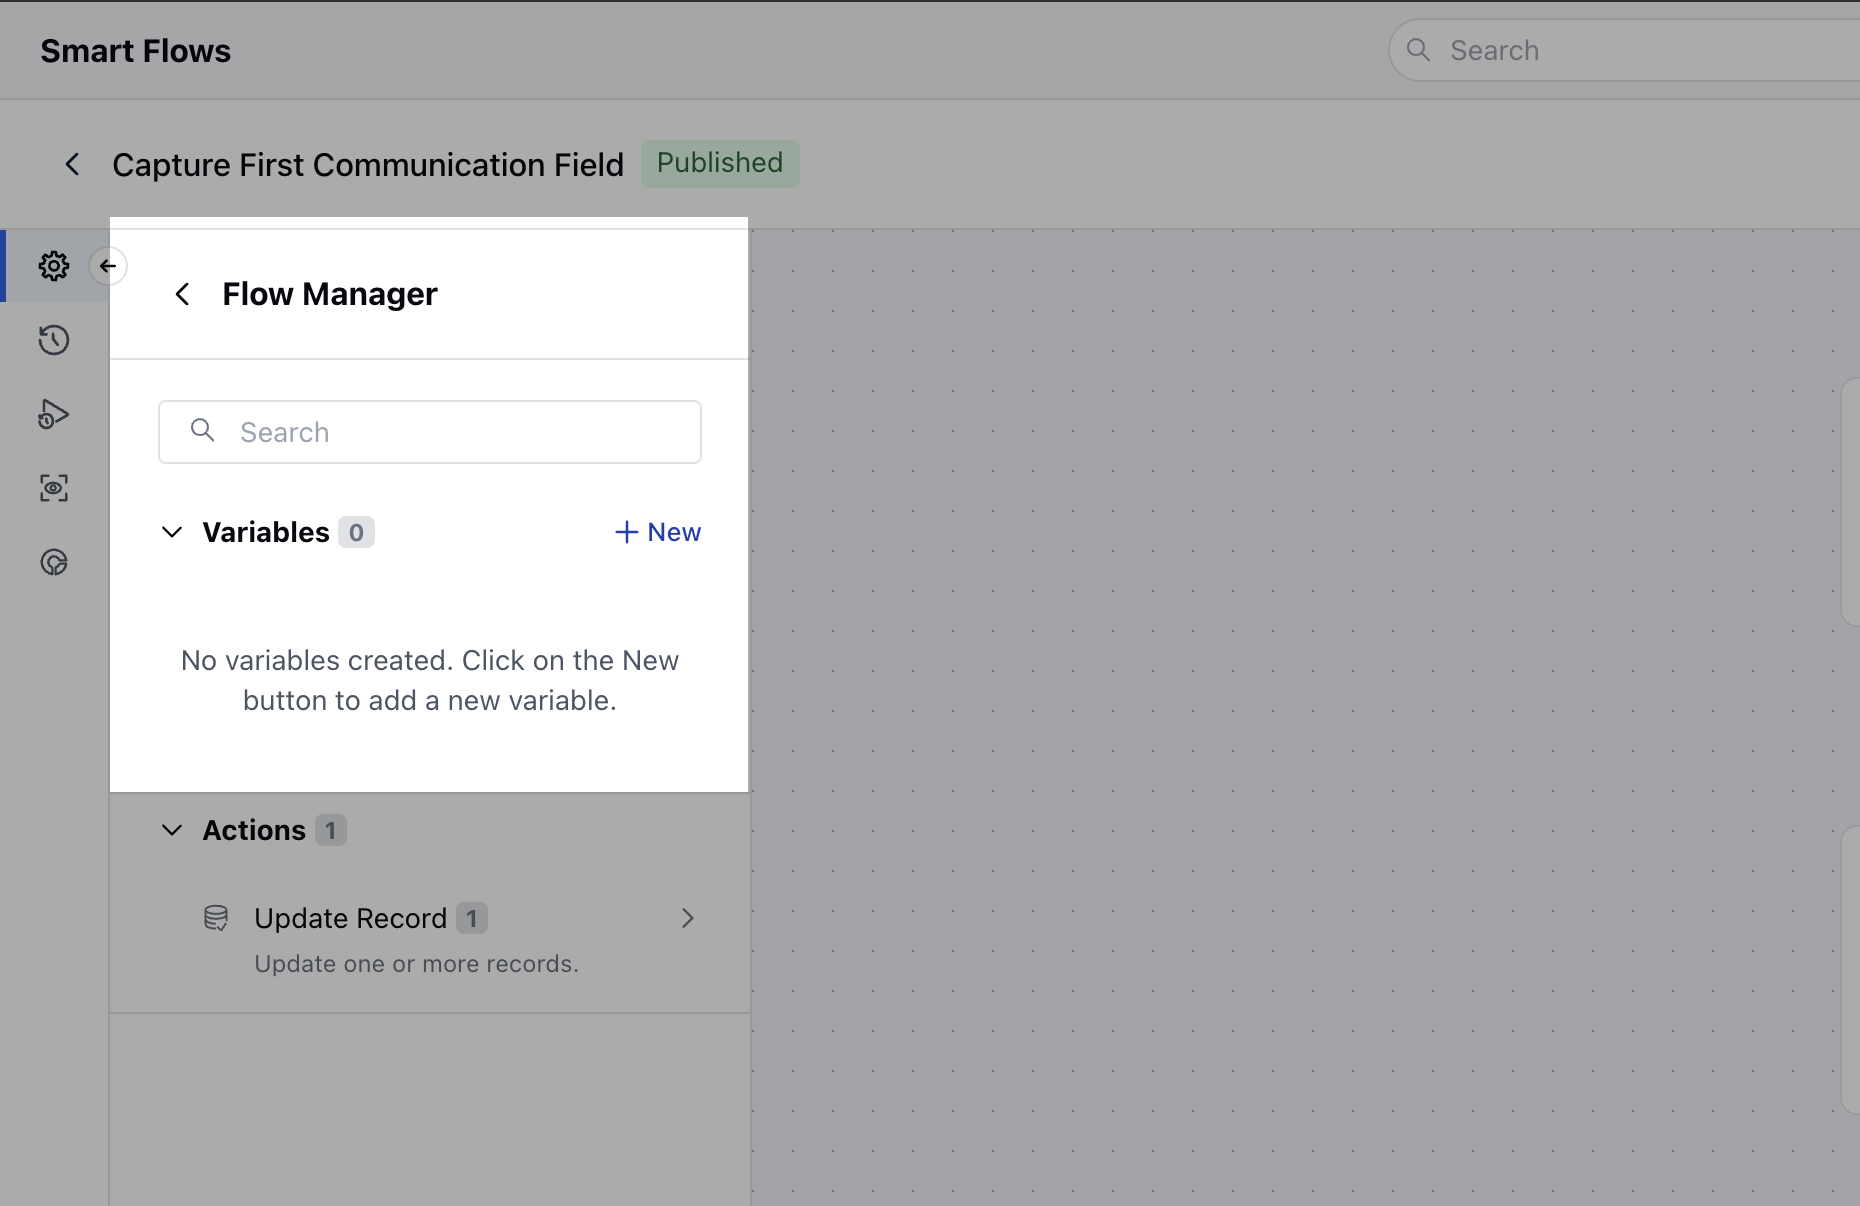 Smart Flows
Search
Capture First Communication Field
Published
Flow Manager
Search
Variables 0
New
No variables created. Click on the New
button to add a new variable.
Actions 1
Update Record 1
Update one or more records.